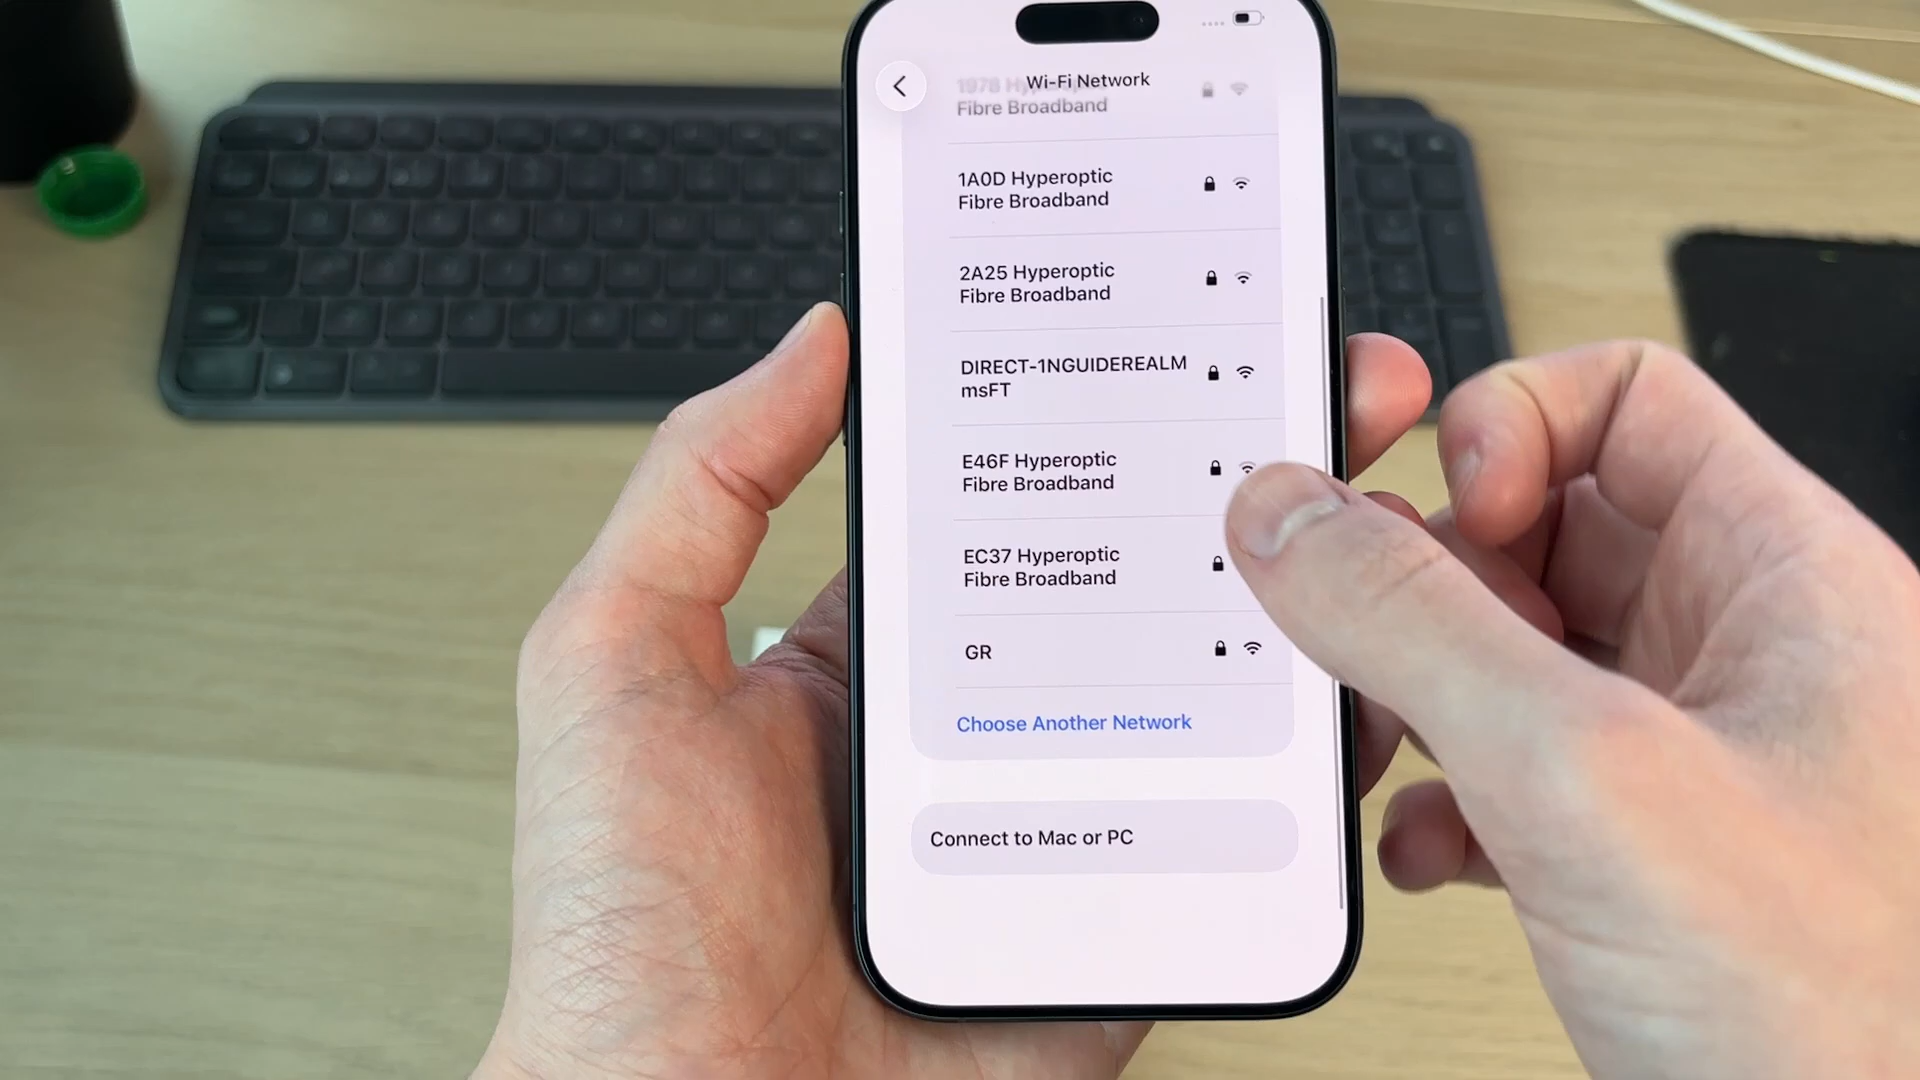 Wi-Fi Network
1978
Fibre Broadband
1A0D Hyperoptic
Fibre Broadband
2A25 Hyperoptic
Fibre Broadband
DIRECT-1NGUIDEREALM
msFT
E46F Hyperoptic
Fibre Broadband
EC37 Hyperoptic
Fibre Broadband
GR
Choose Another Network
Connect to Mac or PC